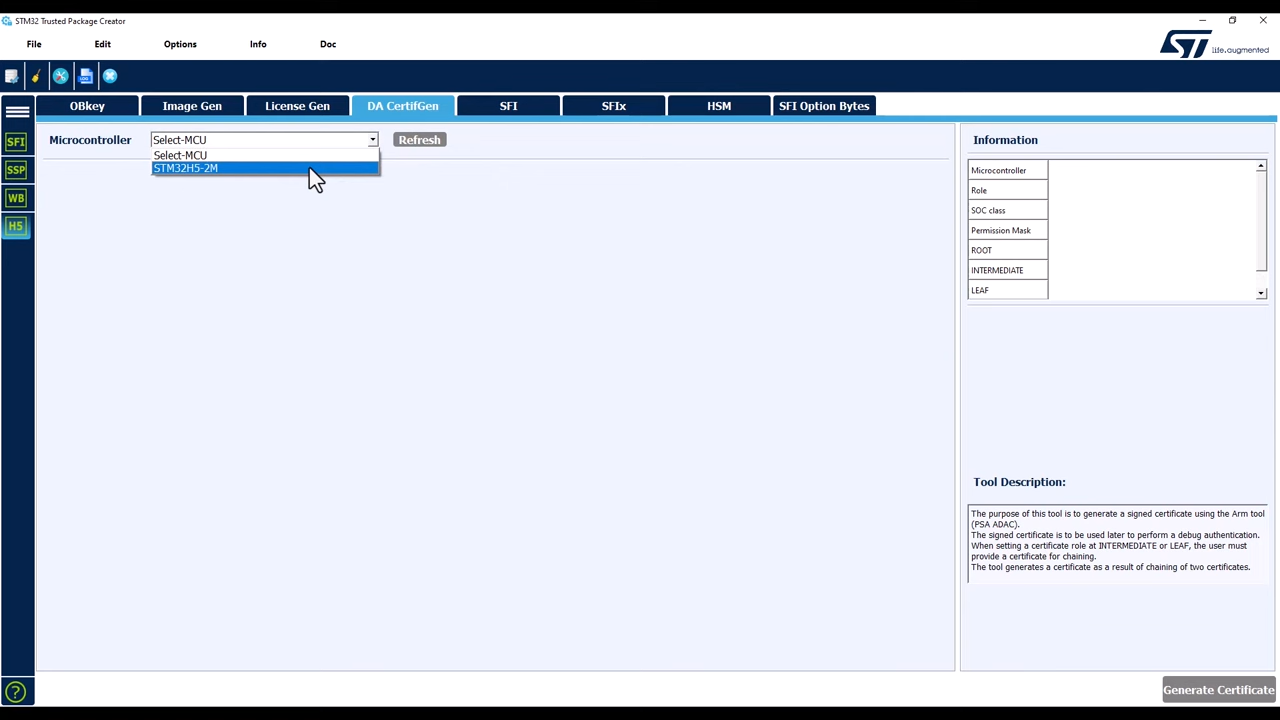 STM32 Trusted Package Creator
File Edit Options Info Doc
ST life.augmented
OBkey Image Gen License Gen DA CertifGen SFI SFIx HSM SFI Option Bytes
SFI
SSP
WB
H5
Microcontroller Select-MCU Refresh
Select-MCU
STM32H5-2M
Information
Microcontroller
Role
SOC class
Permission Mask
ROOT
INTERMEDIATE
LEAF
Tool Description:
The purpose of this tool is to generate a signed certificate using the Arm tool
(PSA ADAC).
The signed certificate is to be used later to perform a debug authentication.
When setting a certificate role at INTERMEDIATE or LEAF, the user must
provide a certificate for chaining.
The tool generates a certificate as a result of chaining of two certificates.
?
Generate Certificate